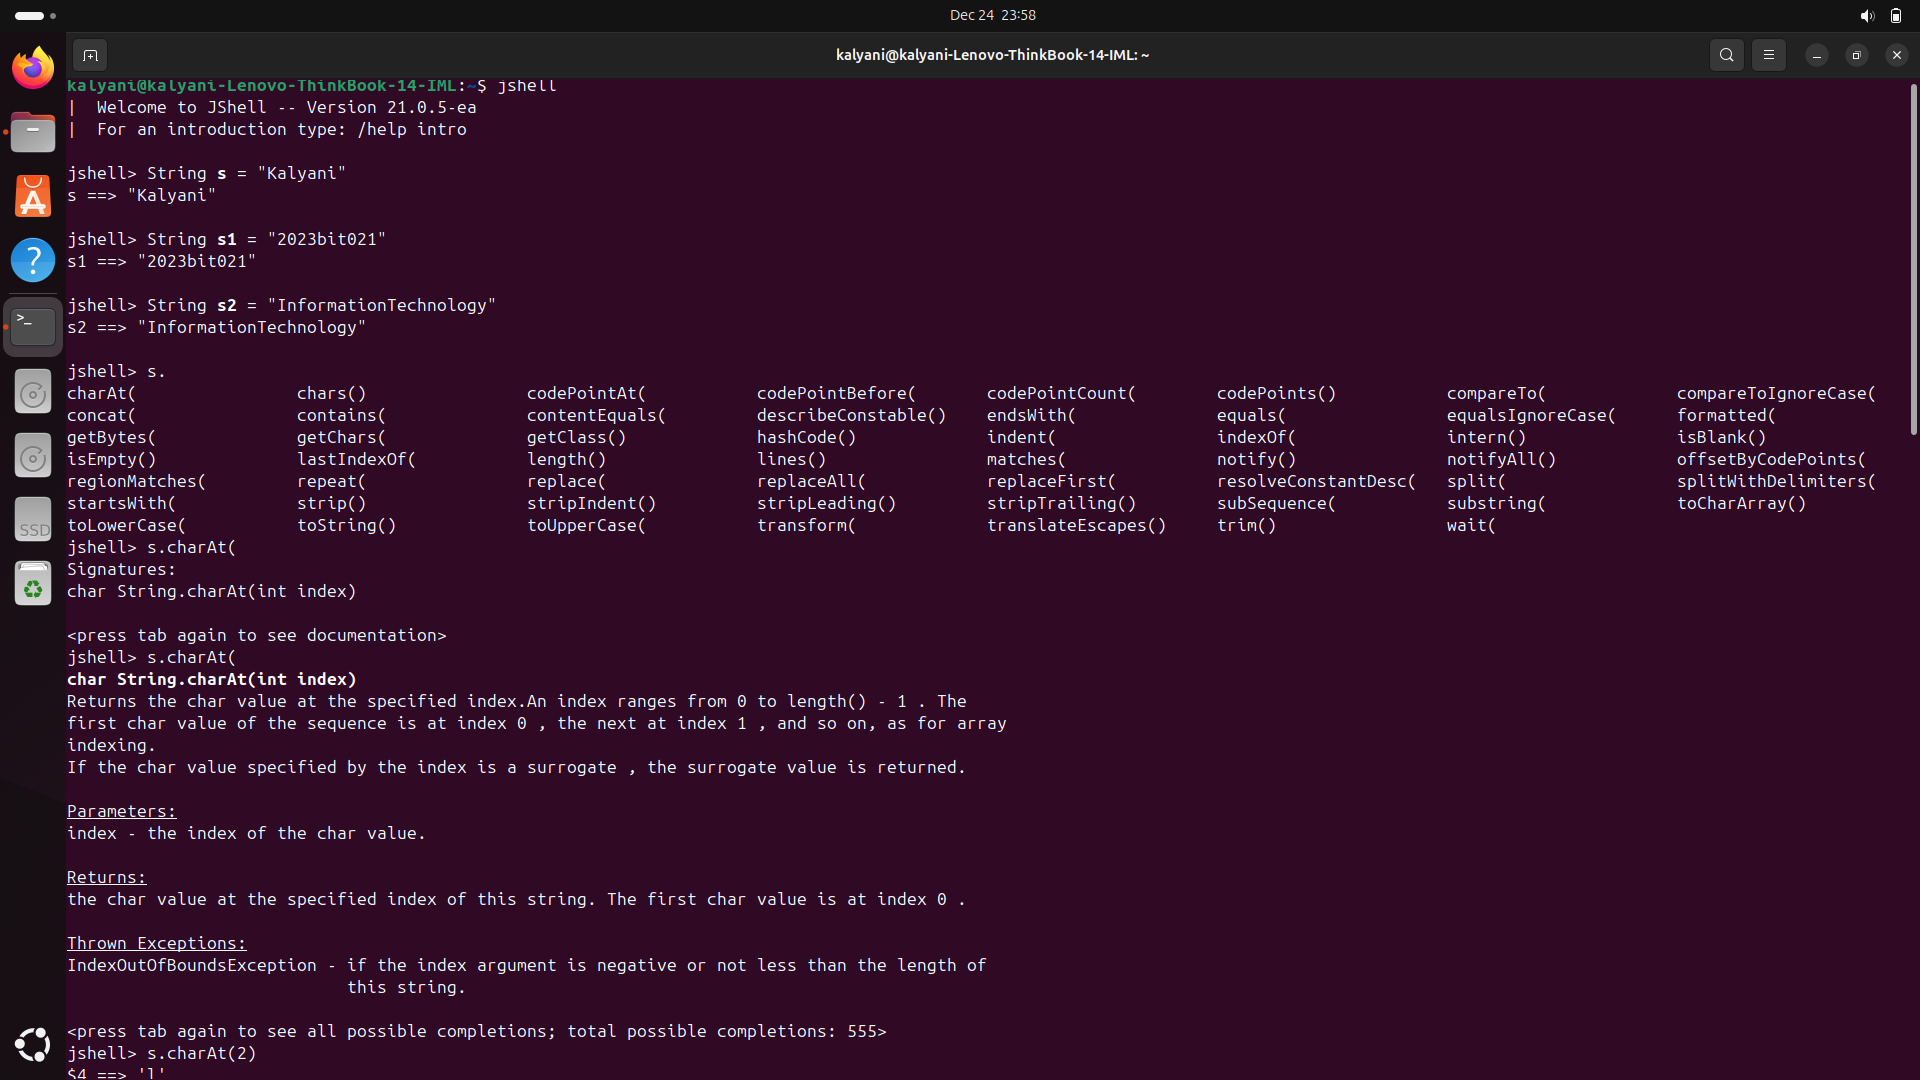 Dec 24 23:58
kalyani@kalyani-Lenovo-ThinkBook-14-IML: ~
kalyani@kalyani-Lenovo-ThinkBook-14-IML:~$ jshell
| Welcome to JShell -- Version 21.0.5-ea
| For an introduction type: /help intro
jshell> String s = "Kalyani"
s ==> "Kalyani"
jshell> String s1 = "2023bit021"
s1 ==> "2023bit021"
jshell> String s2 = "InformationTechnology"
s2 ==> "InformationTechnology"
jshell> s.
charAt( chars() codePointAt( codePointBefore( codePointCount( codePoints() compareTo( compareToIgnoreCase(
concat( contains( contentEquals( describeConstable() endsWith( equals( equalsIgnoreCase( formatted(
getBytes( getChars( getClass() hashCode() indent( indexOf( intern() isBlank()
isEmpty() lastIndexOf( length() lines() matches( notify() notifyAll() offsetByCodePoints(
regionMatches( repeat( replace( replaceAll( replaceFirst( resolveConstantDesc( split( splitWithDelimiters(
startsWith( strip() stripIndent() stripLeading() stripTrailing() subSequence( substring( toCharArray()
toLowerCase( toString() toUpperCase( transform( translateEscapes() trim() wait(
jshell> s.charAt(
Signatures:
char String.charAt(int index)
<press tab again to see documentation>
jshell> s.charAt(
char String.charAt(int index)
Returns the char value at the specified index.An index ranges from 0 to length() - 1 . The
first char value of the sequence is at index 0 , the next at index 1 , and so on, as for array
indexing.
If the char value specified by the index is a surrogate , the surrogate value is returned.
Parameters:
index - the index of the char value.
Returns:
the char value at the specified index of this string. The first char value is at index 0 .
Thrown Exceptions:
IndexOutOfBoundsException - if the index argument is negative or not less than the length of
this string.
<press tab again to see all possible completions; total possible completions: 555>
jshell> s.charAt(2)
$4 ==> 'l'
SSD